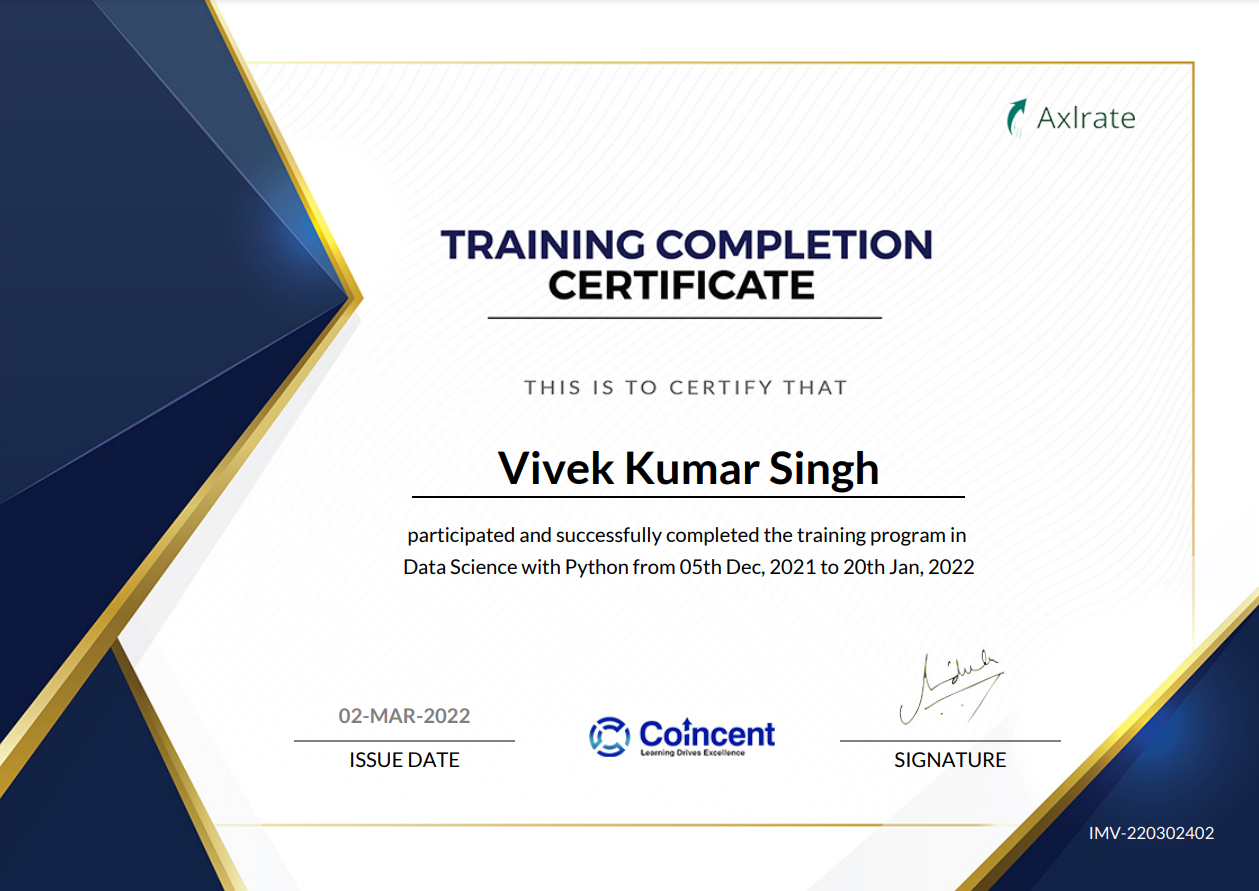 Axlrate
TRAINING COMPLETION
CERTIFICATE
THIS IS TO CERTIFY THAT
Vivek Kumar Singh
participated and successfully completed the training program in
Data Science with Python from 05th Dec, 2021 to 20th Jan, 2022
02-MAR-2022
ISSUE DATE
Coincent
Learning Drives Excellence
SIGNATURE
IMV-220302402